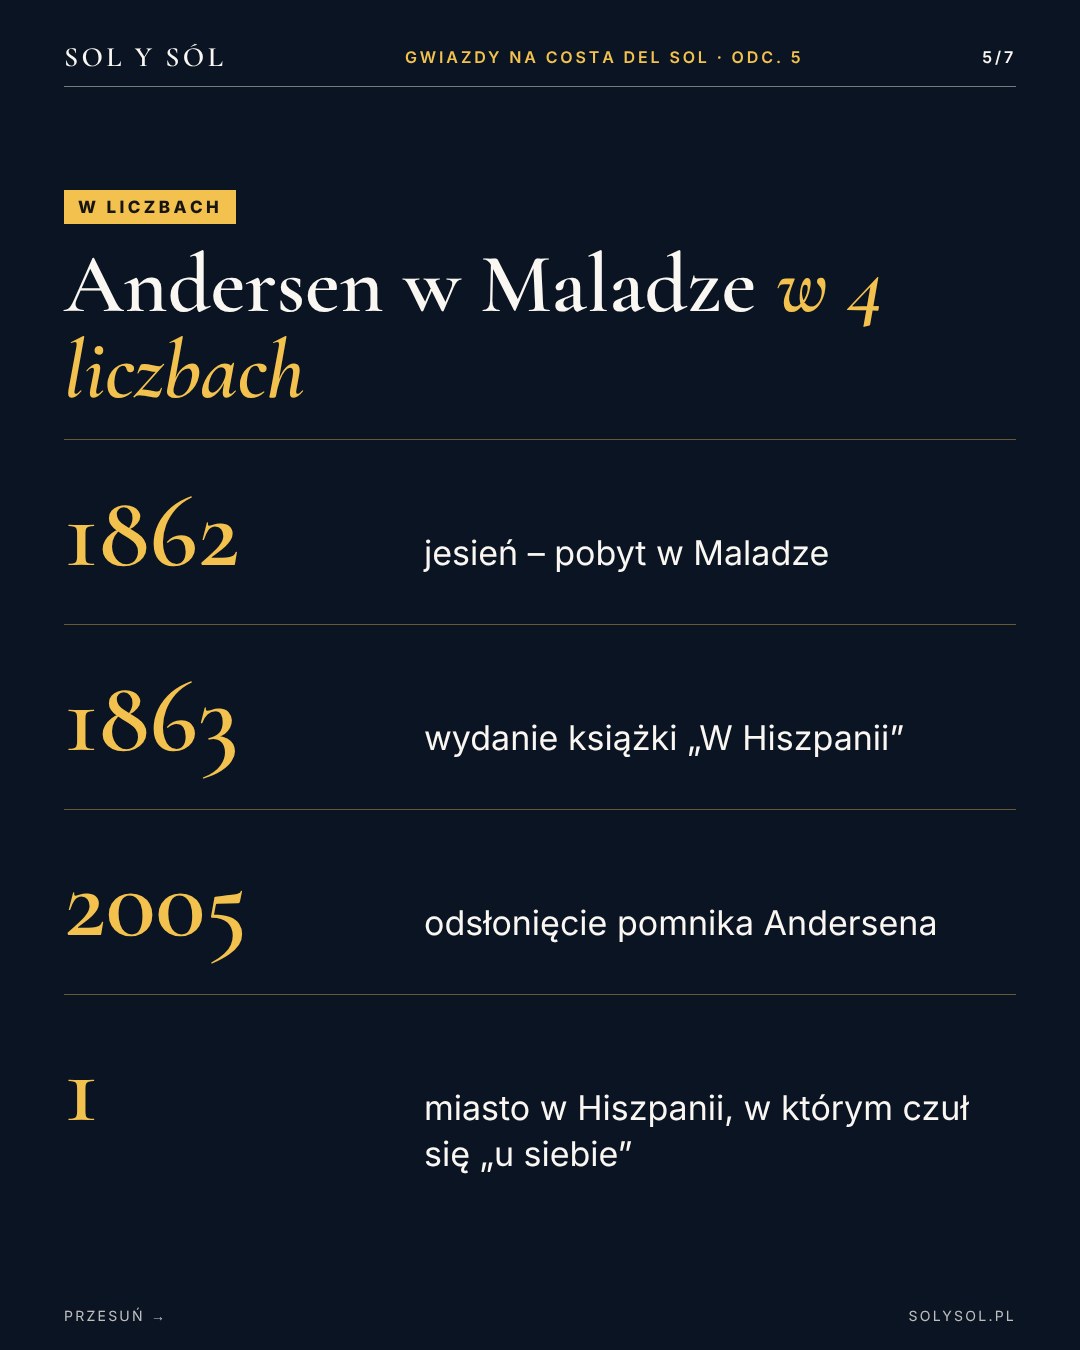 SOL Y SÓL
GWIAZDY NA COSTA DEL SOL · ODC. 5
5/7
W LICZBACH
Andersen w Maladze w 4
liczbach
1862
jesień – pobyt w Maladze
1863
wydanie książki „W Hiszpanii”
2005
odsłonięcie pomnika Andersena
1
miasto w Hiszpanii, w którym czuł
się „u siebie”
PRZESUŃ →
SOLYSOL.PL